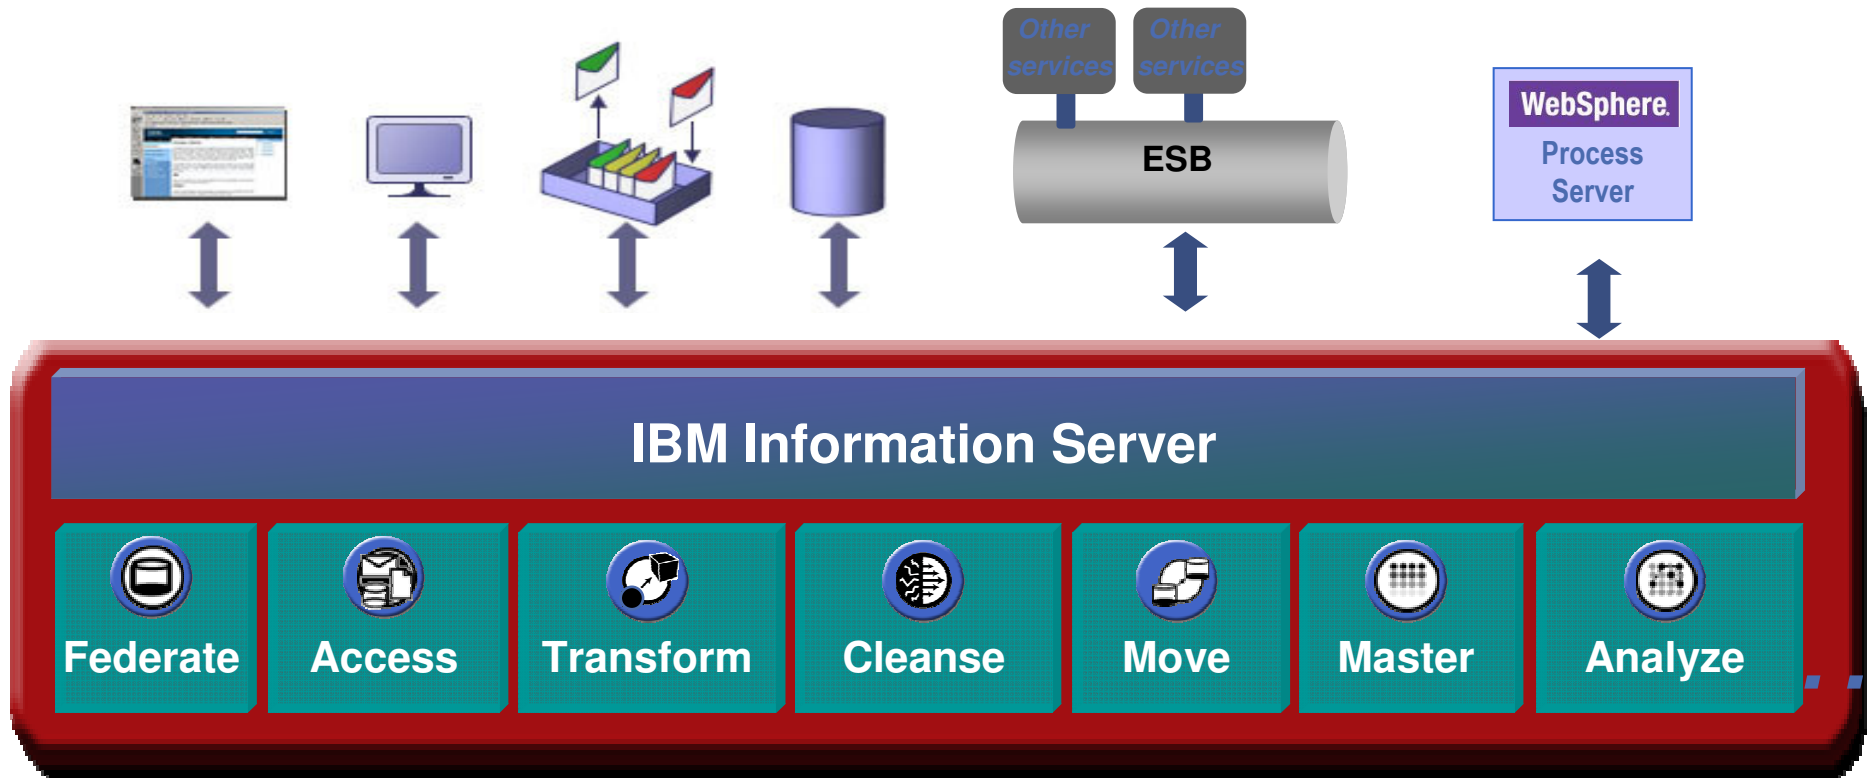 Other
services
Other
services
ESB
WebSphere.
Process
Server
IBM Information Server
Federate
Access
Transform
Cleanse
Move
Master
Analyze
..